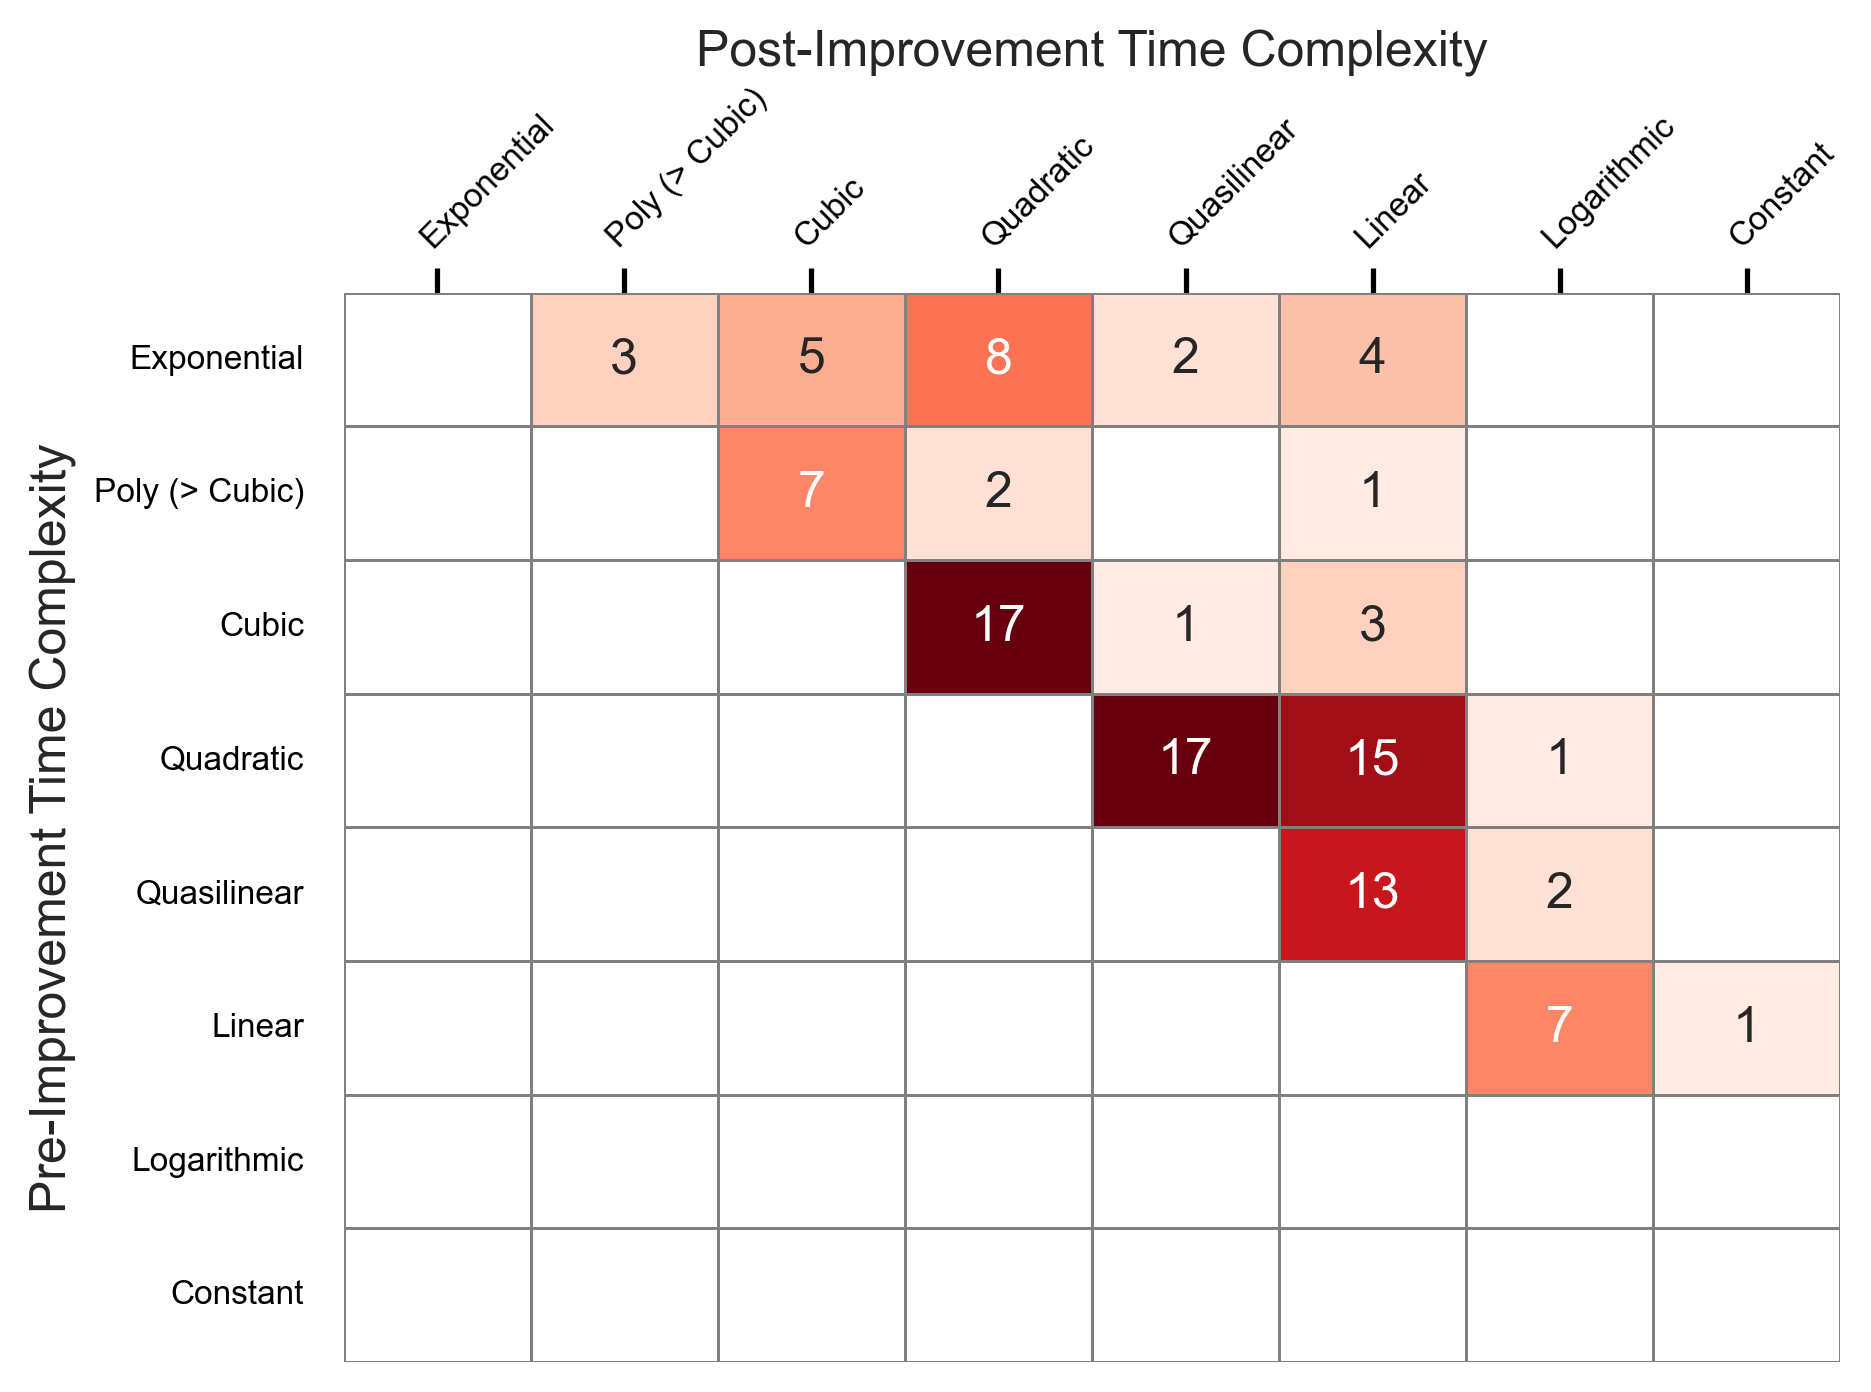 Post-Improvement Time Complexity
Exponential
Poly (> Cubic)
Cubic
Quadratic
Quasilinear
Linear
Logarithmic
Constant
Pre-Improvement Time Complexity
Exponential 3 5 8 2 4
Poly (> Cubic) 7 2 1
Cubic 17 1 3
Quadratic 17 15 1
Quasilinear 13 2
Linear 7 1
Logarithmic
Constant